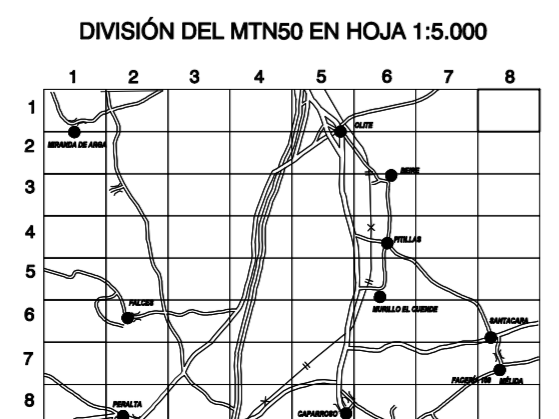 DIVISIÓN DEL MTN50 EN HOJA 1:5.000
1 2 3 4 5 6 7 8
1
OLITE
2
MIRANDA DE ARGA
BEIRE
3
4
PITILLAS
5
FALCES
MURILLO EL CUENDE
6
SANTACARA
7
FACERÍA 100 MÉLIDA
PERALTA
8
CAPARROSO